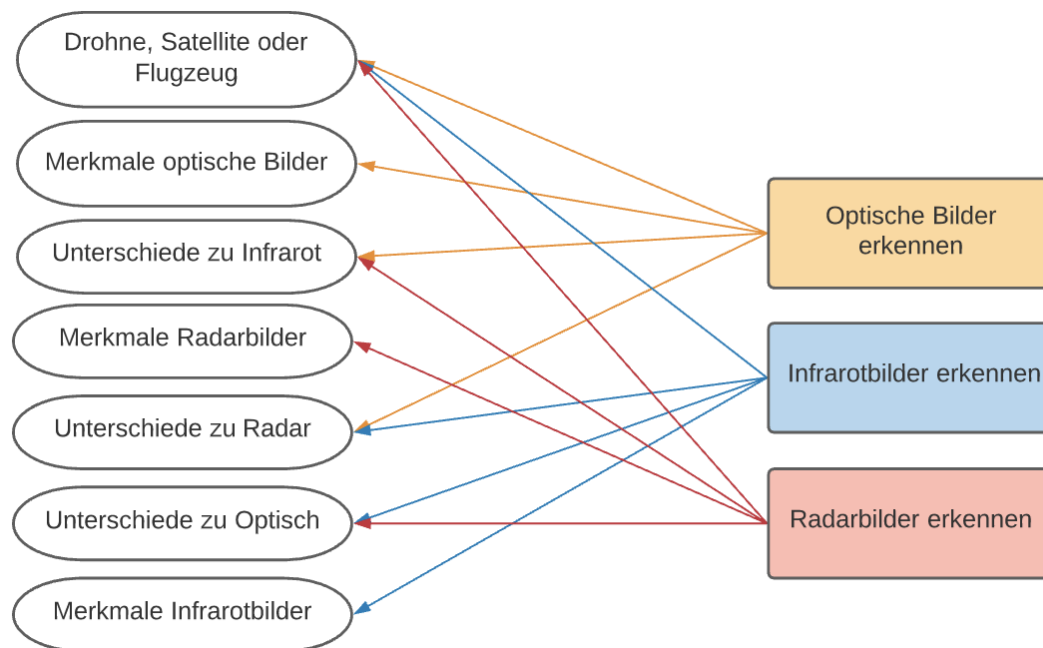 Drohne, Satellite oder
Flugzeug
Merkmale optische Bilder
Unterschiede zu Infrarot
Merkmale Radarbilder
Unterschiede zu Radar
Unterschiede zu Optisch
Merkmale Infrarotbilder
Optische Bilder
erkennen
Infrarotbilder erkennen
Radarbilder erkennen